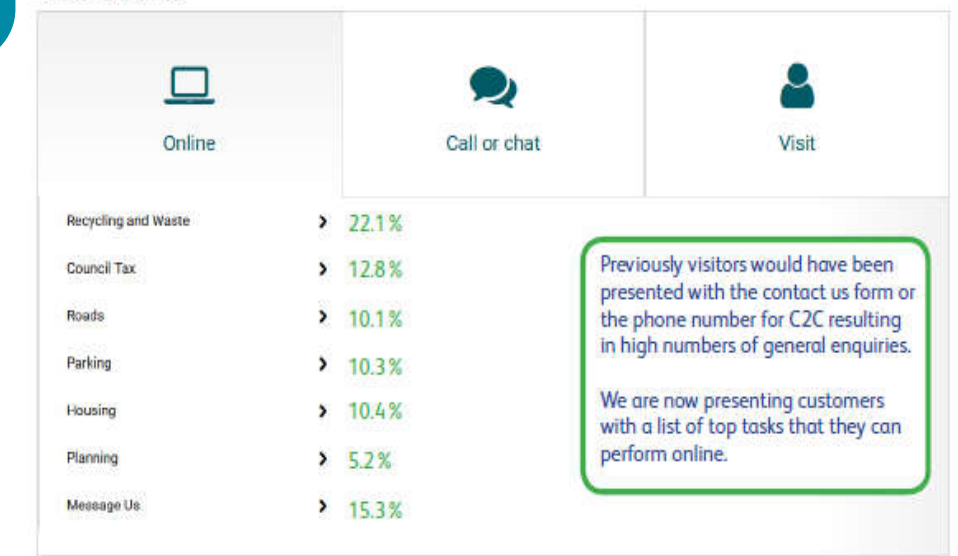 Online
Call or chat
Visit
Recycling and Waste 22.1%
Council Tax 12.8%
Roads 10.1%
Parking 10.3%
Housing 10.4%
Planning 5.2%
Message Us 15.3%
Previously visitors would have been
presented with the contact us form or
the phone number for C2C resulting
in high numbers of general enquiries.
We are now presenting customers
with a list of top tasks that they can
perform online.